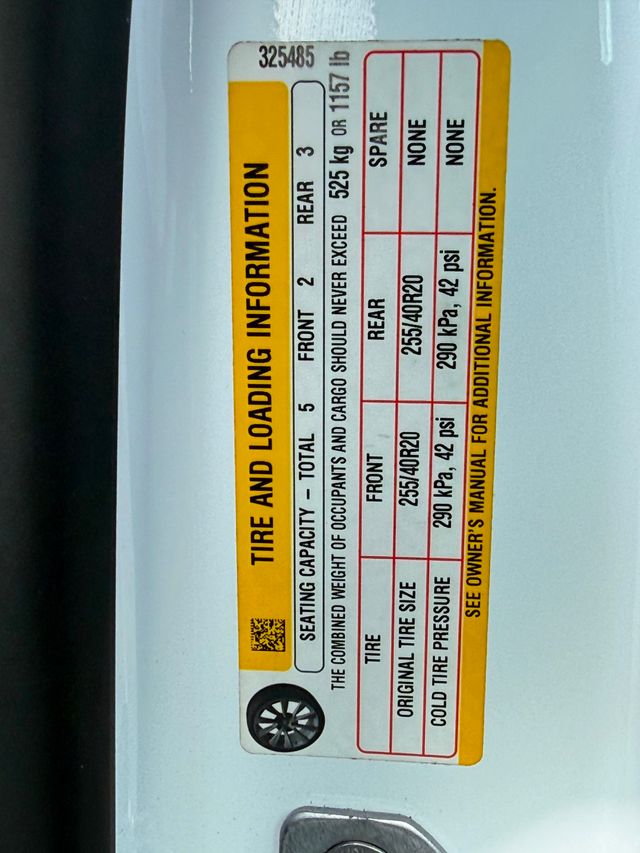 325485
TIRE AND LOADING INFORMATION
SEATING CAPACITY – TOTAL 5 FRONT 2 REAR 3
THE COMBINED WEIGHT OF OCCUPANTS AND CARGO SHOULD NEVER EXCEED 525 kg OR 1157 lb
TIRE FRONT REAR SPARE
ORIGINAL TIRE SIZE 255/40R20 255/40R20 NONE
COLD TIRE PRESSURE 290 kPa, 42 psi 290 kPa, 42 psi NONE
SEE OWNER'S MANUAL FOR ADDITIONAL INFORMATION.